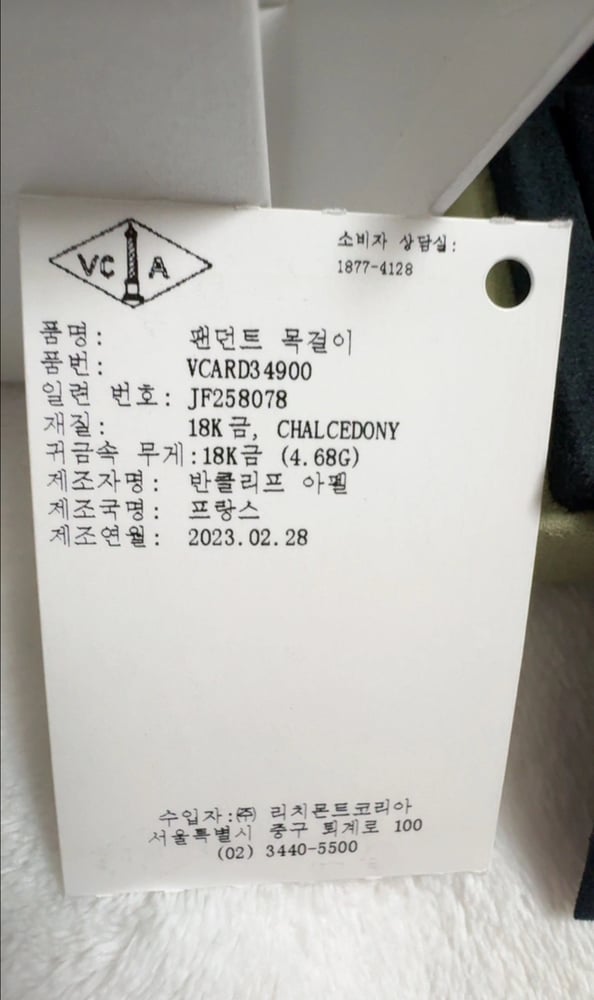 VC A
소비자 상담실:
1877-4128
품명: 팬던트 목걸이
품번: VCARD34900
일련 번호: JF258078
재질: 18K금, CHALCEDONY
귀금속 무게:18K금 (4.68G)
제조자명: 반클리프 아펠
제조국명: 프랑스
제조연월: 2023.02.28
수입자:㈜ 리치몬트코리아
서울특별시 중구 퇴계로 100
(02) 3440-5500